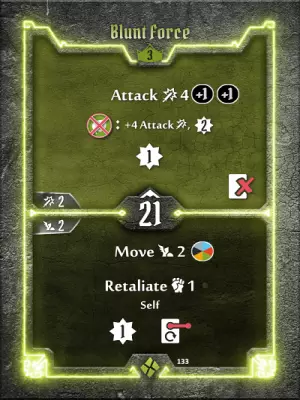 Blunt Force
3
Attack 4 +1 +1
: +4 Attack , 2
1
2
21
2
Move 2
Retaliate 1
Self
1
133